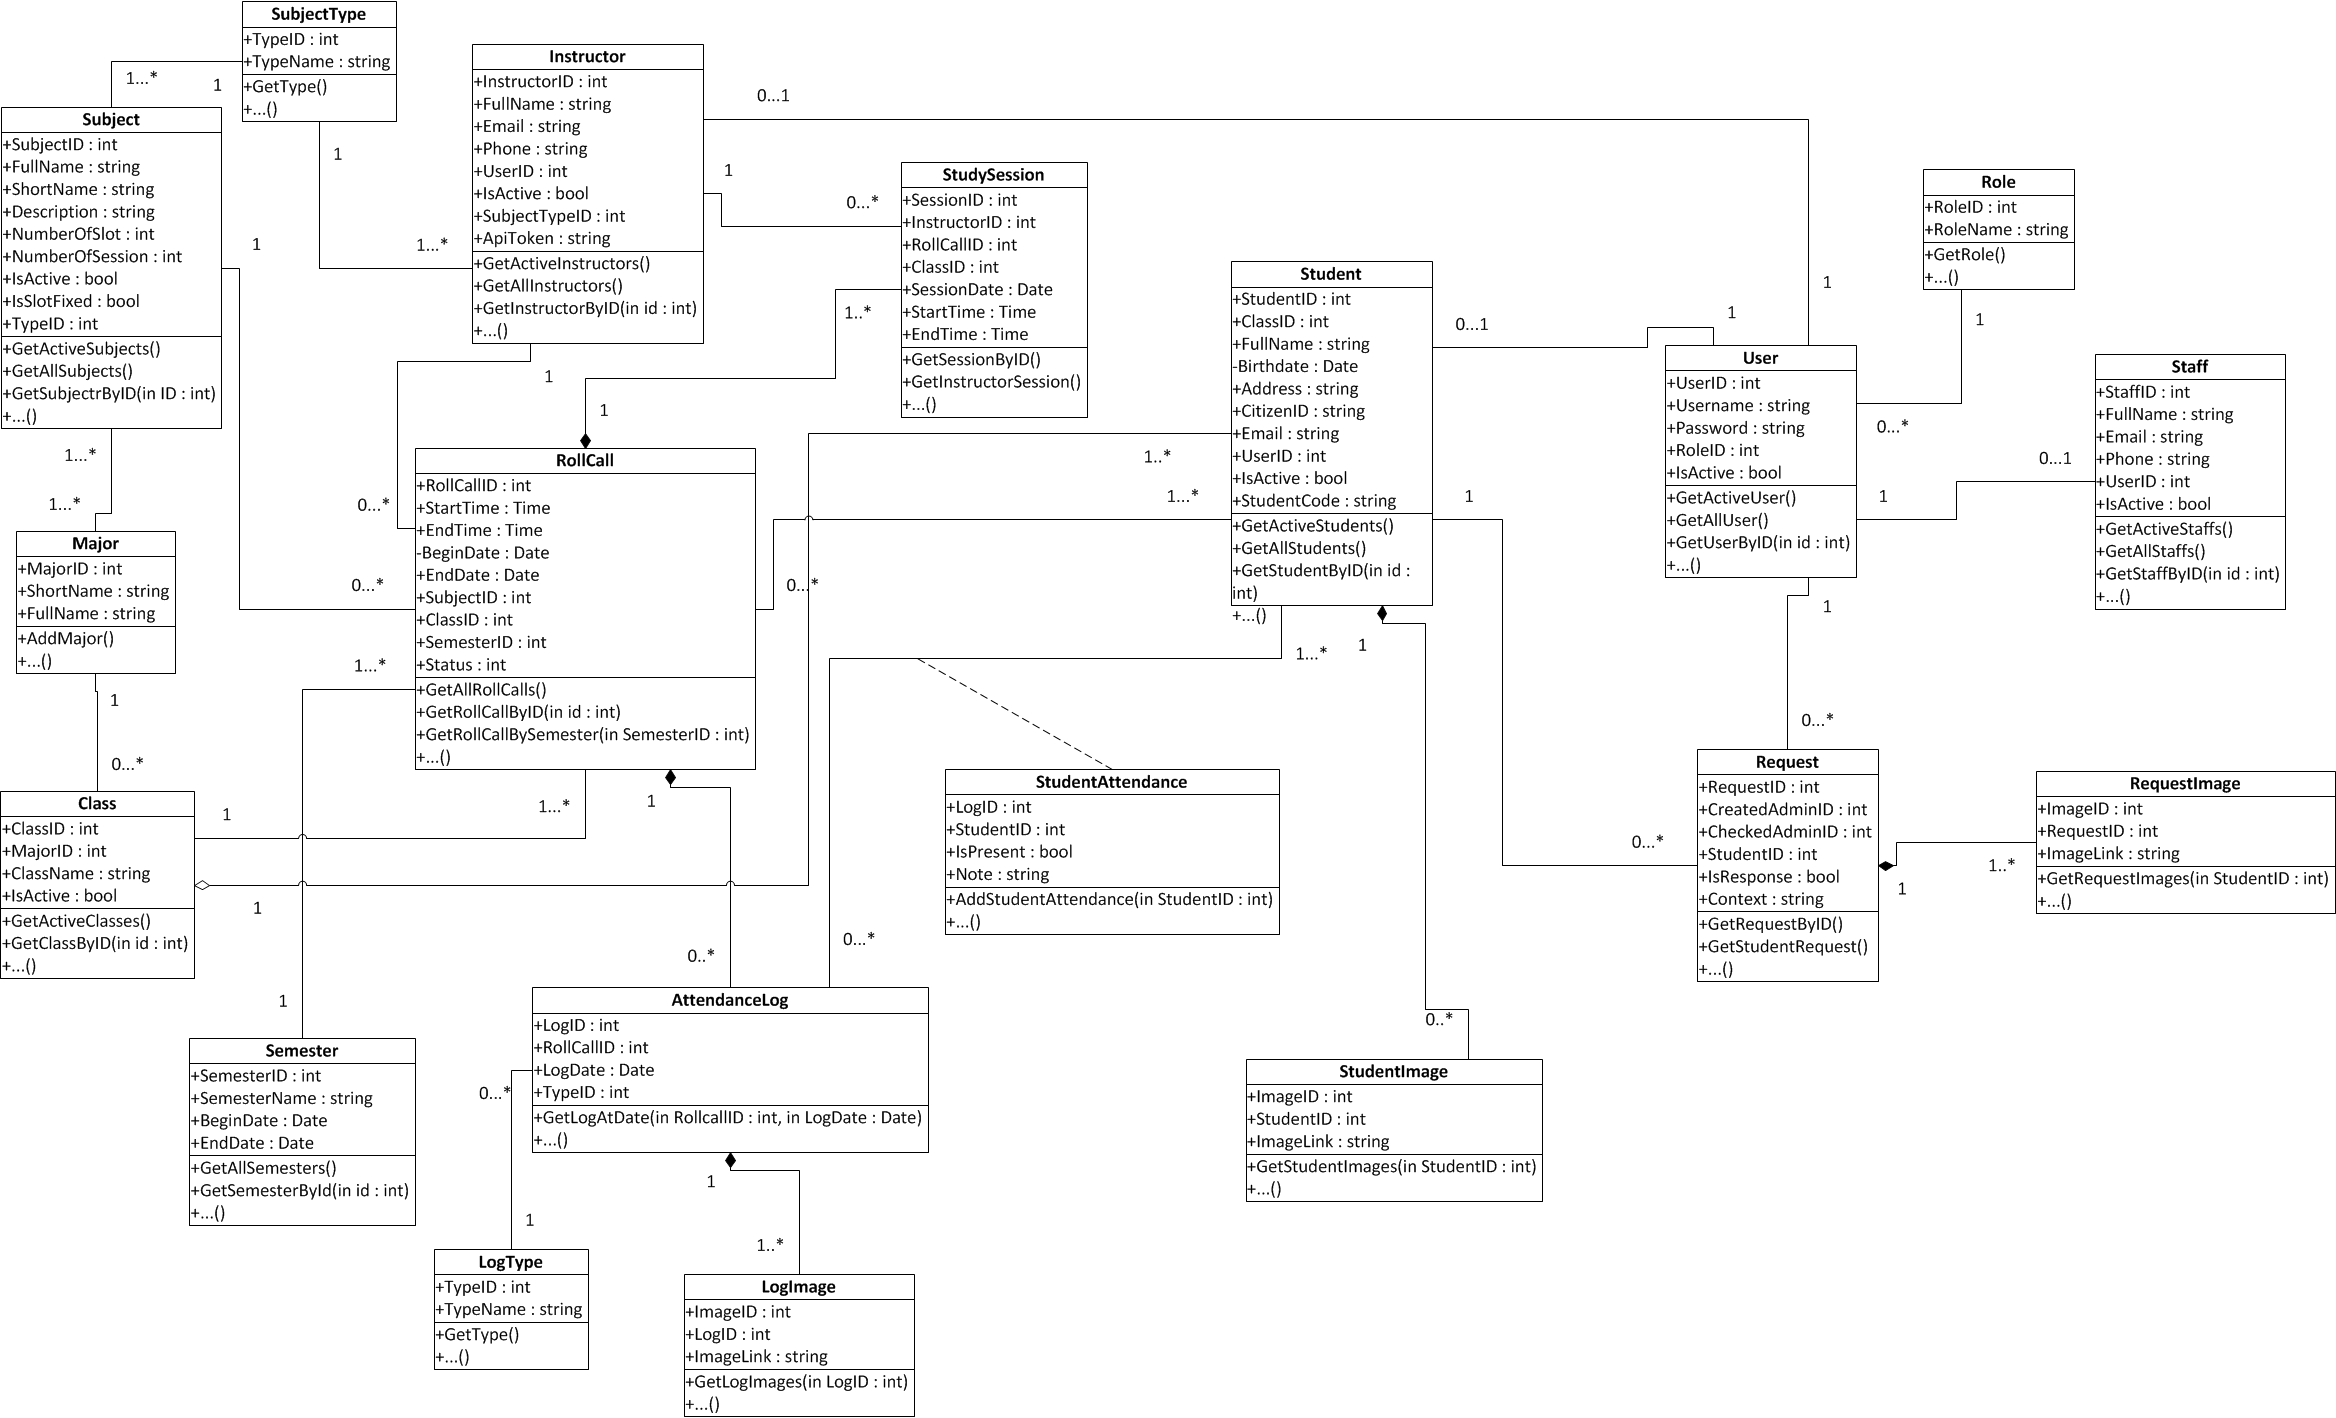 SubjectType
+TypeID : int
+TypeName : string
+GetType()
+...()
1...*
1
1
1...*
Subject
+SubjectID : int
+FullName : string
+ShortName : string
+Description : string
+NumberOfSlot : int
+NumberOfSession : int
+IsActive : bool
+IsSlotFixed : bool
+TypeID : int
+GetActiveSubjects()
+GetAllSubjects()
+GetSubjectrByID(in ID : int)
+...()
1
0...*
1...*
1...*
Instructor
+InstructorID : int
+FullName : string
+Email : string
+Phone : string
+UserID : int
+IsActive : bool
+SubjectTypeID : int
+ApiToken : string
+GetActiveInstructors()
+GetAllInstructors()
+GetInstructorByID(in id : int)
+...()
0...1
1
1
0...*
1
0...*
StudySession
+SessionID : int
+InstructorID : int
+RollCallID : int
+ClassID : int
+SessionDate : Date
+StartTime : Time
+EndTime : Time
+GetSessionByID()
+GetInstructorSession()
+...()
1..*
1
Student
+StudentID : int
+ClassID : int
+FullName : string
-Birthdate : Date
+Address : string
+CitizenID : string
+Email : string
+UserID : int
+IsActive : bool
+StudentCode : string
+GetActiveStudents()
+GetAllStudents()
+GetStudentByID(in id :
int)
+...()
0...1
1
1..*
1...*
0...*
1
0...*
1...*
1
0..*
Role
+RoleID : int
+RoleName : string
+GetRole()
+...()
1
0...*
User
+UserID : int
+Username : string
+Password : string
+RoleID : int
+IsActive : bool
+GetActiveUser()
+GetAllUser()
+GetUserByID(in id : int)
+...()
1
0...1
1
0...*
Staff
+StaffID : int
+FullName : string
+Email : string
+Phone : string
+UserID : int
+IsActive : bool
+GetActiveStaffs()
+GetAllStaffs()
+GetStaffByID(in id : int)
+...()
RollCall
+RollCallID : int
+StartTime : Time
+EndTime : Time
-BeginDate : Date
+EndDate : Date
+SubjectID : int
+ClassID : int
+SemesterID : int
+Status : int
+GetAllRollCalls()
+GetRollCallByID(in id : int)
+GetRollCallBySemester(in SemesterID : int)
+...()
1...*
1...*
1
0..*
Major
+MajorID : int
+ShortName : string
+FullName : string
+AddMajor()
+...()
1
0...*
Class
+ClassID : int
+MajorID : int
+ClassName : string
+IsActive : bool
+GetActiveClasses()
+GetClassByID(in id : int)
+...()
1
1
1
StudentAttendance
+LogID : int
+StudentID : int
+IsPresent : bool
+Note : string
+AddStudentAttendance(in StudentID : int)
+...()
0...*
Request
+RequestID : int
+CreatedAdminID : int
+CheckedAdminID : int
+StudentID : int
+IsResponse : bool
+Context : string
+GetRequestByID()
+GetStudentRequest()
+...()
1
1..*
RequestImage
+ImageID : int
+RequestID : int
+ImageLink : string
+GetRequestImages(in StudentID : int)
+...()
Semester
+SemesterID : int
+SemesterName : string
+BeginDate : Date
+EndDate : Date
+GetAllSemesters()
+GetSemesterById(in id : int)
+...()
AttendanceLog
+LogID : int
+RollCallID : int
+LogDate : Date
+TypeID : int
+GetLogAtDate(in RollcallID : int, in LogDate : Date)
+...()
0...*
1
1
1..*
StudentImage
+ImageID : int
+StudentID : int
+ImageLink : string
+GetStudentImages(in StudentID : int)
+...()
LogType
+TypeID : int
+TypeName : string
+GetType()
+...()
LogImage
+ImageID : int
+LogID : int
+ImageLink : string
+GetLogImages(in LogID : int)
+...()